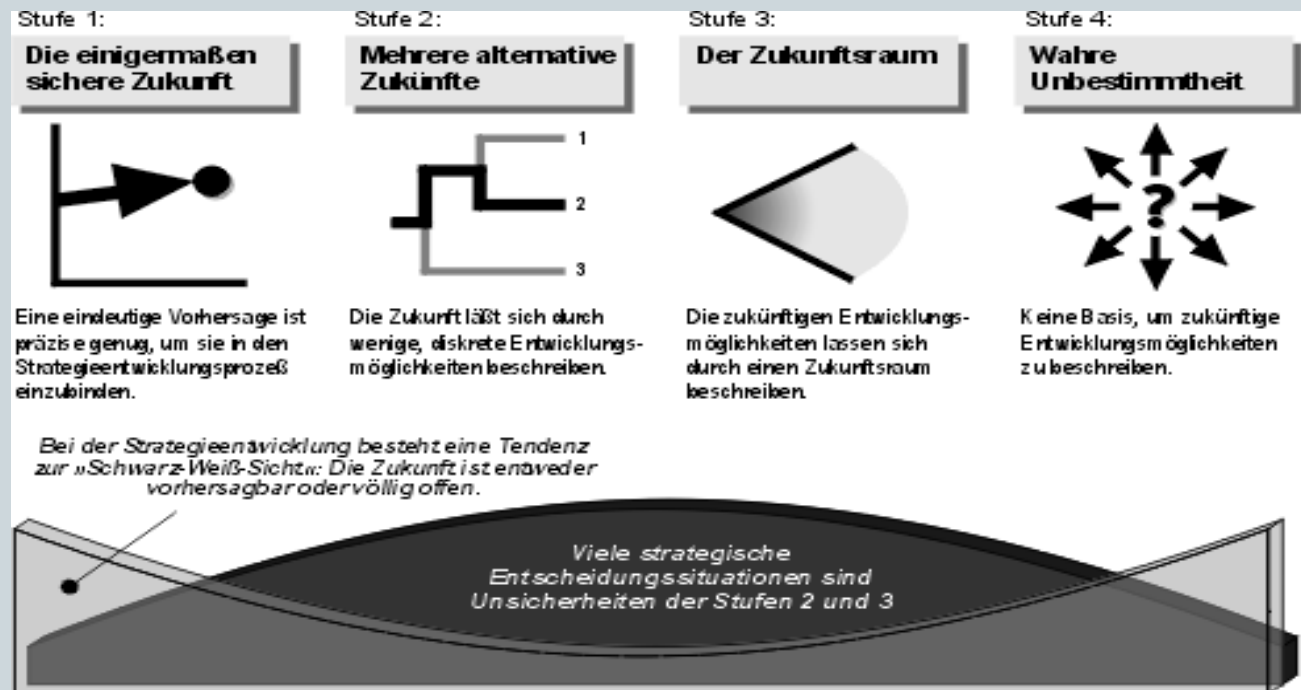 Stufe 1:
Die einigermaßen
sichere Zukunft
Eine eindeutige Vorhersage ist
präzise genug, um sie in den
Strategieentwicklungsprozeß
einzubinden.
Stufe 2:
Mehrere alternative
Zukünfte
1
2
3
Die Zukunft läßt sich durch
wenige, diskrete Entwicklungs-
möglichkeiten beschreiben.
Stufe 3:
Der Zukunftsraum
Die zukünftigen Entwicklungs-
möglichkeiten lassen sich
durch einen Zukunftsraum
beschreiben.
Stufe 4:
Wahre
Unbestimmtheit
?
Keine Basis, um zukünftige
Entwicklungsmöglichkeiten
zu beschreiben.
Bei der Strategieentwicklung besteht eine Tendenz
zur »Schwarz-Weiß-Sicht«: Die Zukunft ist entweder
vorhersagbar oder völlig offen.
Viele strategische
Entscheidungssituationen sind
Unsicherheiten der Stufen 2 und 3